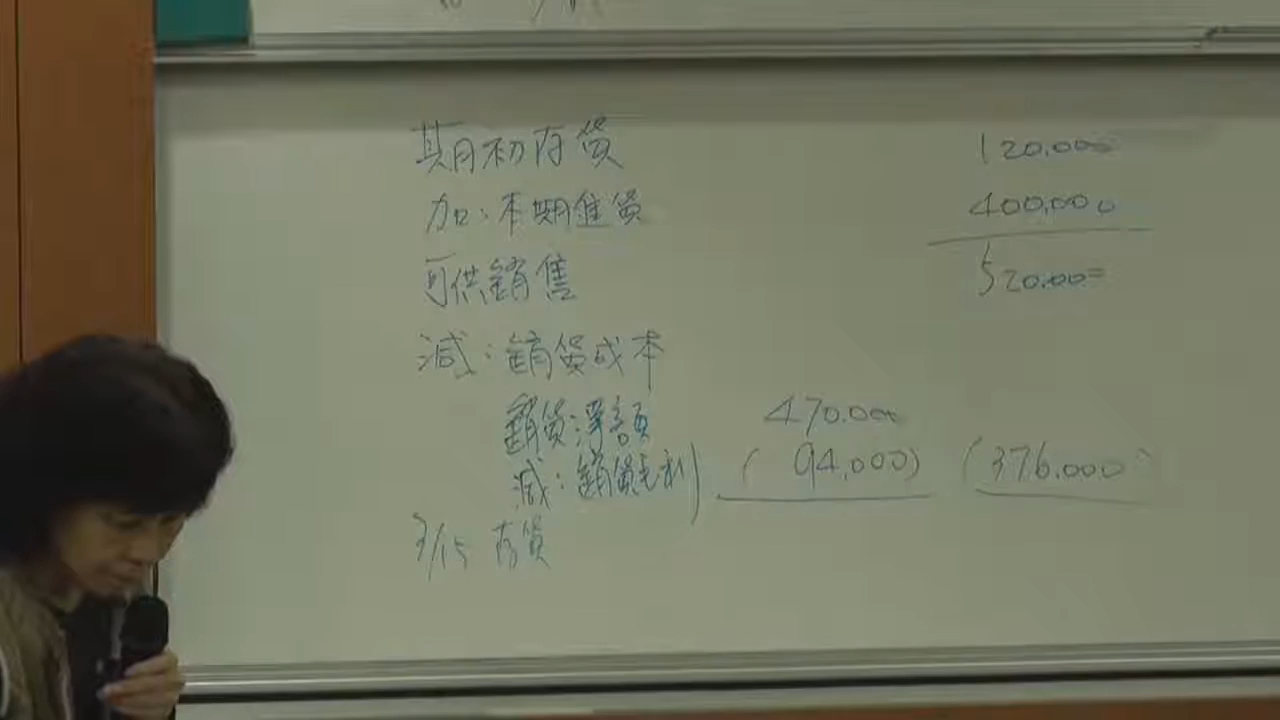 期初存貨 120,000
加:本期進貨 400,000
可供銷售 520,000
減:銷貨成本
銷貨淨額 470,000
減:銷貨毛利 (94,000) (376,000)
存貨